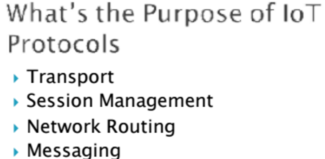 What's the Purpose of IoT
Protocols
Transport
Session Management
Network Routing
Messaging